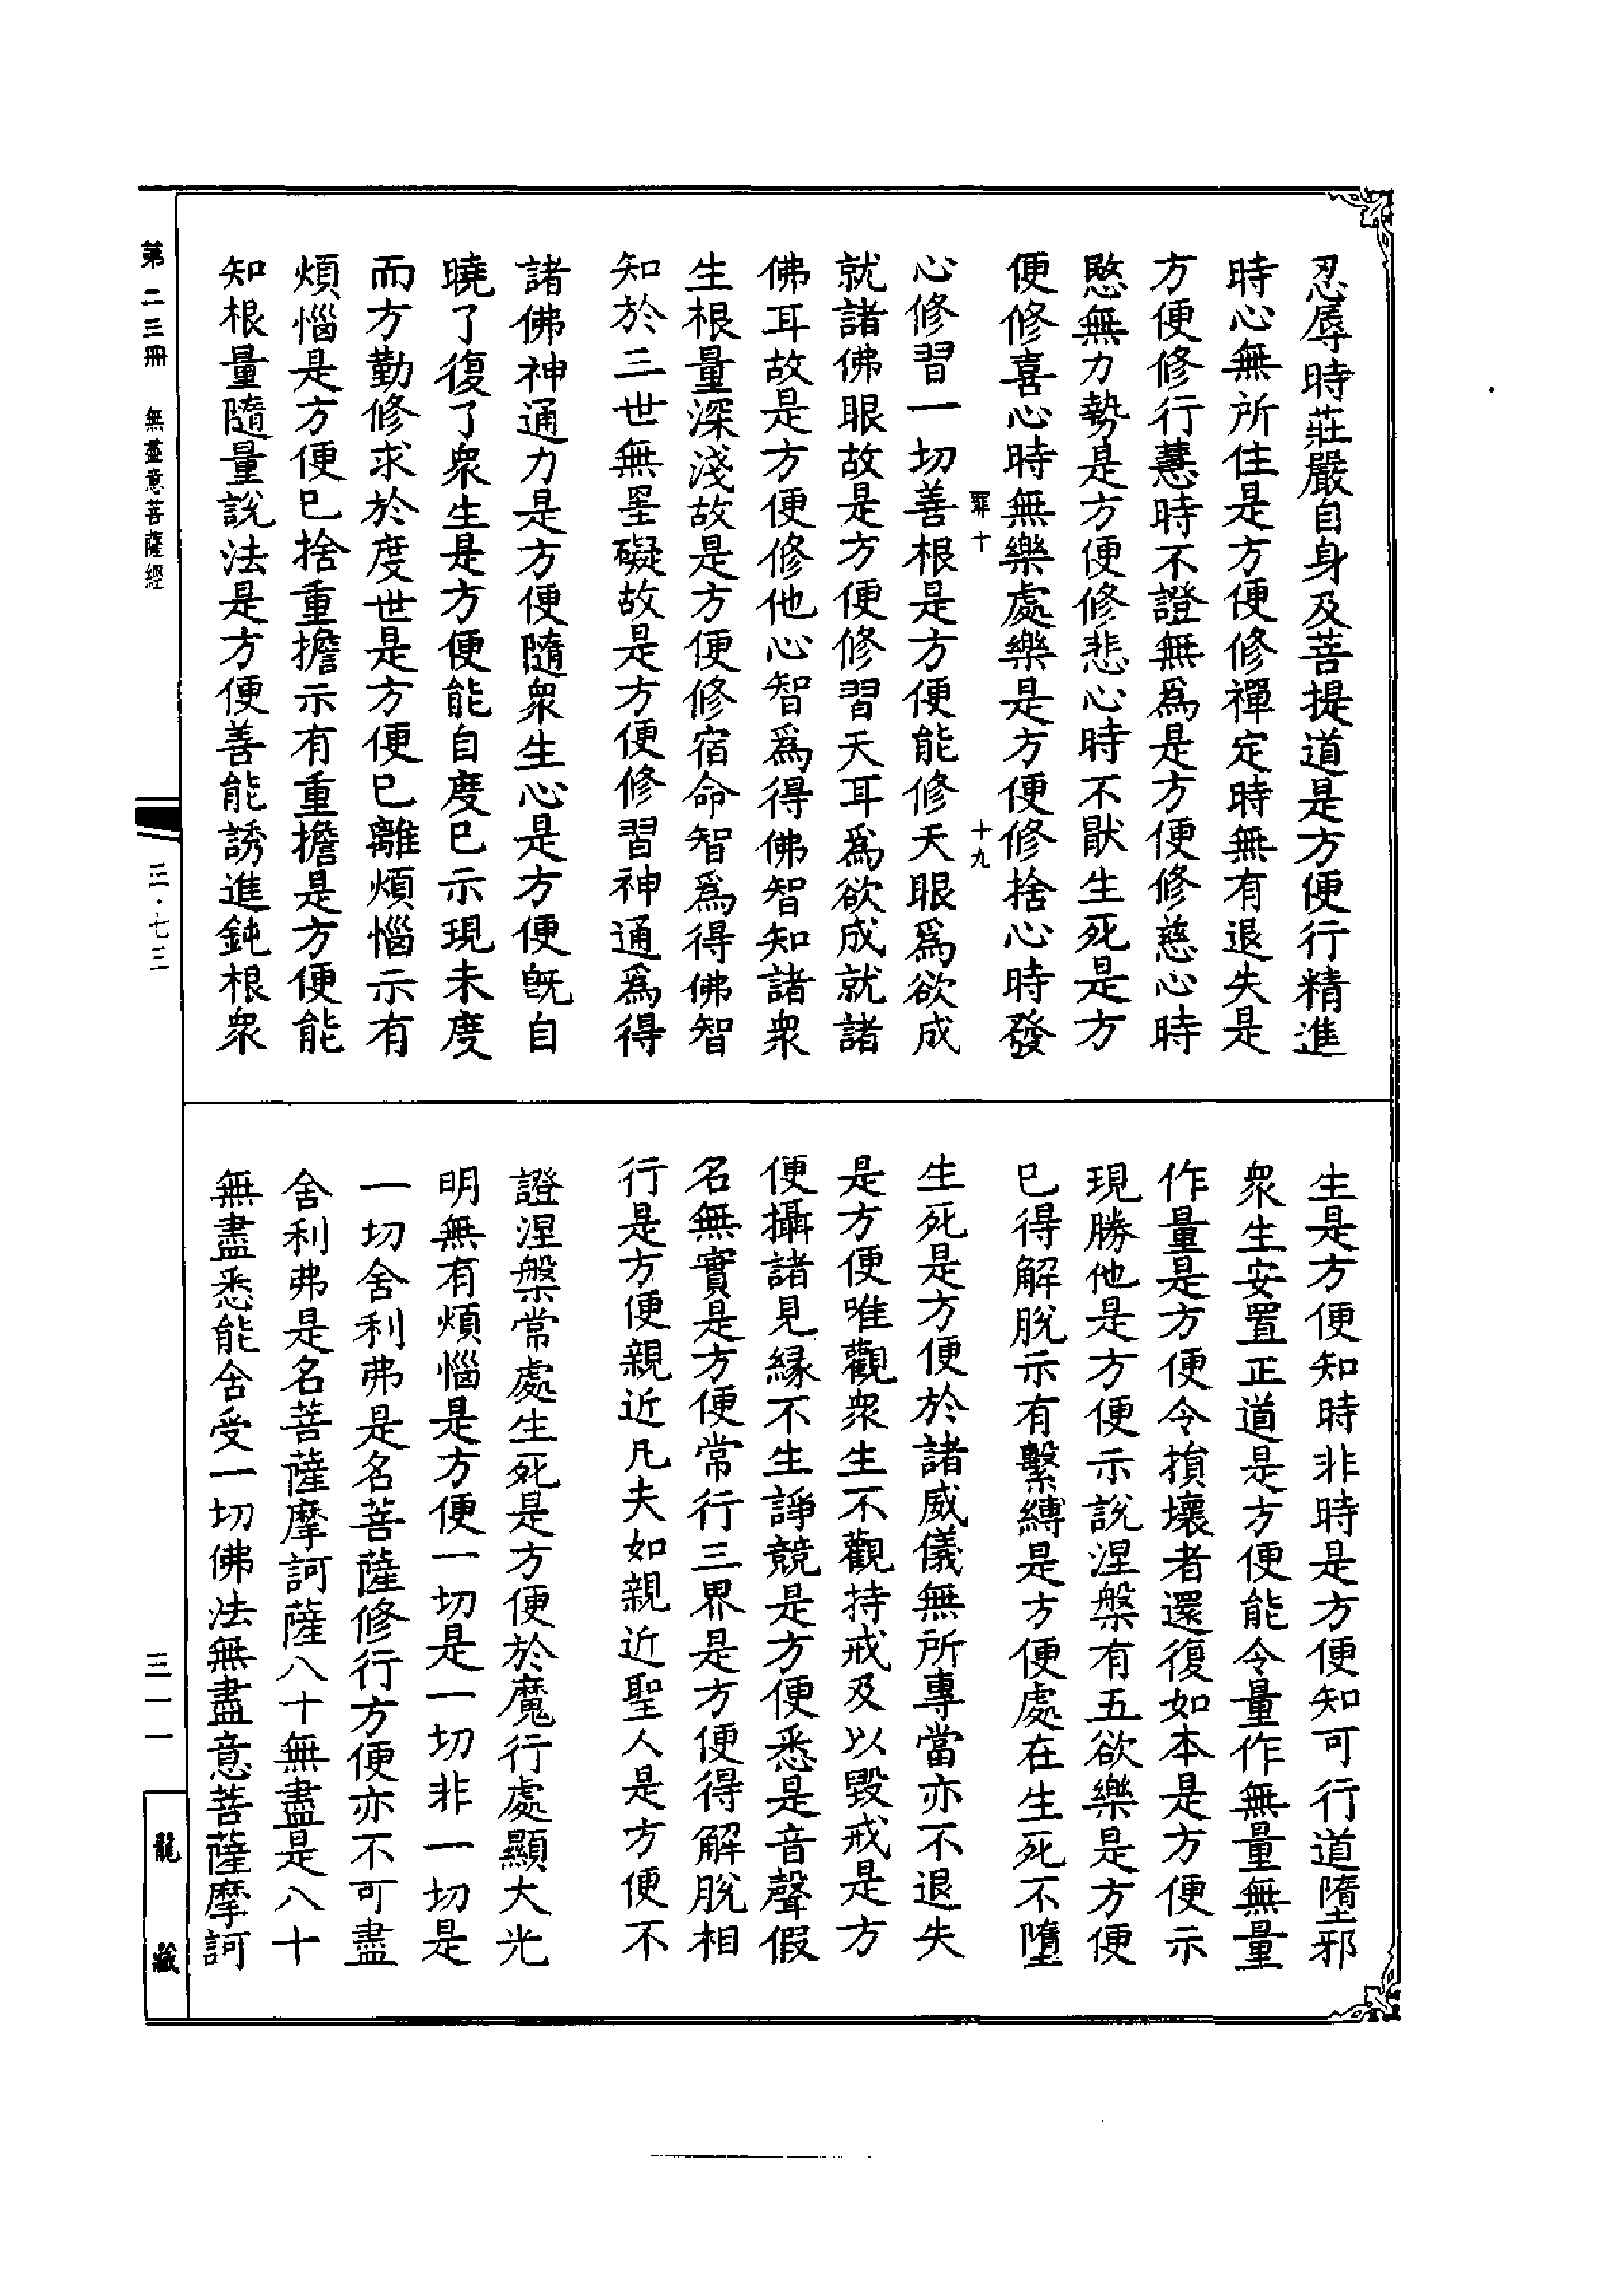 忍辱時莊嚴自身及菩提道是方便行精進
時心無所住是方便修禪定時無有退失是
方便修行慧時不證無爲是方便修慈心時
愍無力勢是方便修悲心時不猒生死是方
便修喜心時無樂處樂是方便修捨心時發
罪十 十九
心修習一切善根是方便能修天眼爲欲成
就諸佛眼故是方便修習天耳爲欲成就諸
佛耳故是方便修他心智爲得佛智知諸衆
生根量深淺故是方便修宿命智爲得佛智
知於三世無罣礙故是方便修習神通爲得
諸佛神通力是方便隨衆生心是方便旣自
曉了復了衆生是方便能自度巳示現未度
而方勤修求於度世是方便巳離煩惱示有
煩惱是方便巳捨重擔示有重擔是方便能
知根量隨量說法是方便善能誘進鈍根衆
生是方便知時非時是方便知可行道墮邪
衆生安置正道是方便能令量作無量無量
作量是方便令損壞者還復如本是方便示
現勝他是方便示說涅槃有五欲樂是方便
巳得解脫示有繫縛是方便處在生死不墮
生死是方便於諸威儀無所專當亦不退失
是方便唯觀衆生不觀持戒及以毀戒是方
便攝諸見緣不生諍競是方便悉是音聲假
名無實是方便常行三界是方便得解脫相
行是方便親近凡夫如親近聖人是方便不
證涅槃常處生死是方便於魔行處顯大光
明無有煩惱是方便一切是一切非一切是
一切舍利弗是名菩薩修行方便亦不可盡
舍利弗是名菩薩摩訶薩八十無盡是八十
無盡悉能含受一切佛法無盡意菩薩摩訶
第二三冊 無盡意菩薩經
三·七三
三一一
龍藏